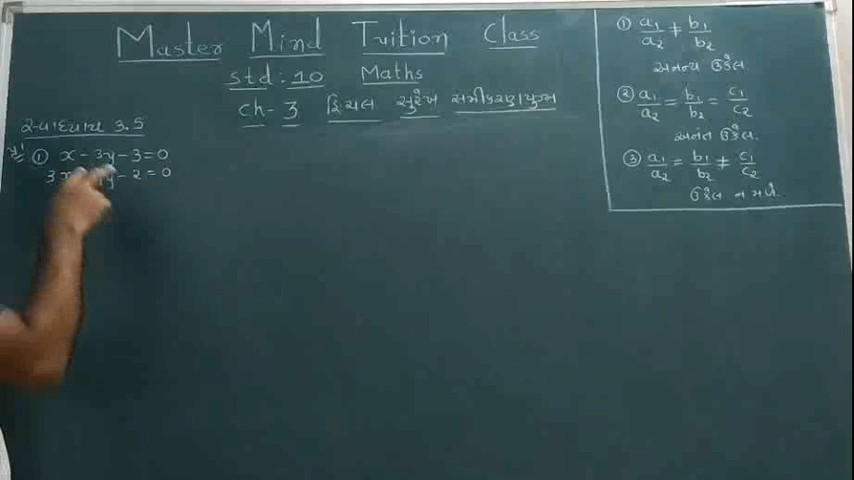 Master Mind Tuition Class
std : 10 Maths
ch- 3 દ્વિચલ સુરેખ સમીકરણયુગ્મ
સ્વાધ્યાય 3.5
① x - 3y - 3 = 0
3x y - 2 = 0
① a₁/a₂ ≠ b₁/b₂
અનન્ય ઉકેલ
② a₁/a₂ = b₁/b₂ = c₁/c₂
અનંત ઉકેલ.
③ a₁/a₂ = b₁/b₂ ≠ c₁/c₂
ઉકેલ ન મળે.